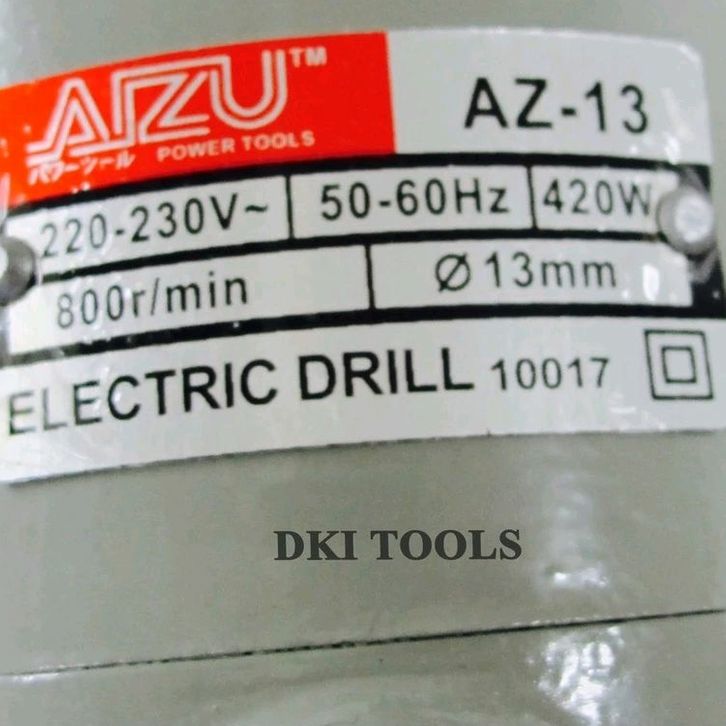 AIZU™
パワーツール POWER TOOLS
AZ-13
220-230V~ 50-60Hz 420W
800r/min Ø13mm
ELECTRIC DRILL 10017
DKI TOOLS